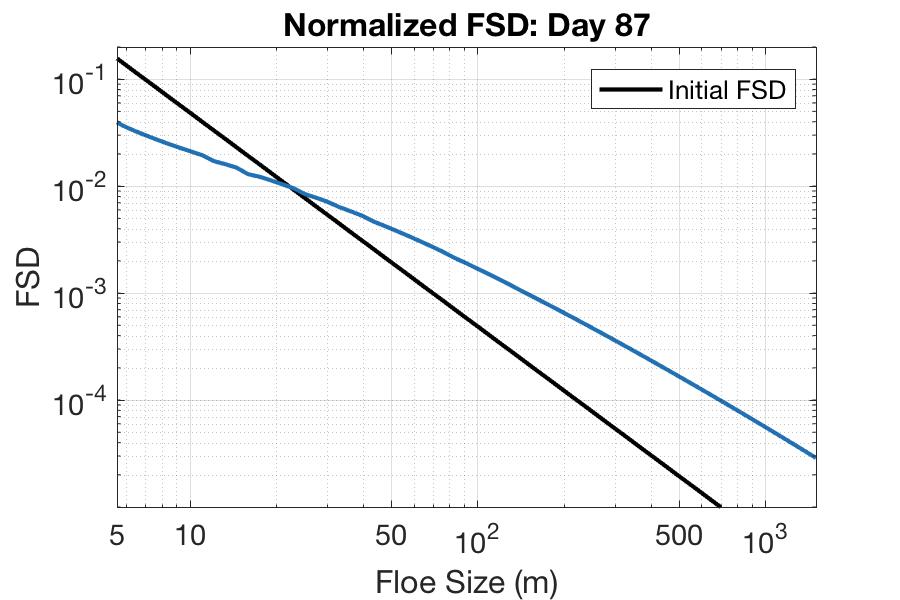 Normalized FSD: Day 87
Initial FSD
10^-1
10^-2
10^-3
10^-4
FSD
5 10 50 10^2 500 10^3
Floe Size (m)